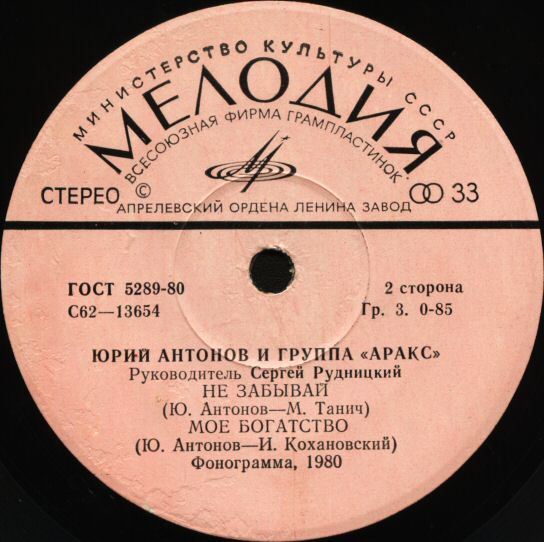 МИНИСТЕРСТВО КУЛЬТУРЫ СССР
МЕЛОДИЯ
ВСЕСОЮЗНАЯ ФИРМА ГРАМПЛАСТИНОК
СТЕРЕО © 33
АПРЕЛЕВСКИЙ ОРДЕНА ЛЕНИНА ЗАВОД
ГОСТ 5289-80 2 сторона
С62—13654 Гр. 3. 0-85
ЮРИЙ АНТОНОВ И ГРУППА «АРАКС»
Руководитель Сергей Рудницкий
НЕ ЗАБЫВАЙ
(Ю. Антонов—М. Танич)
МОЕ БОГАТСТВО
(Ю. Антонов—И. Кохановский)
Фонограмма, 1980